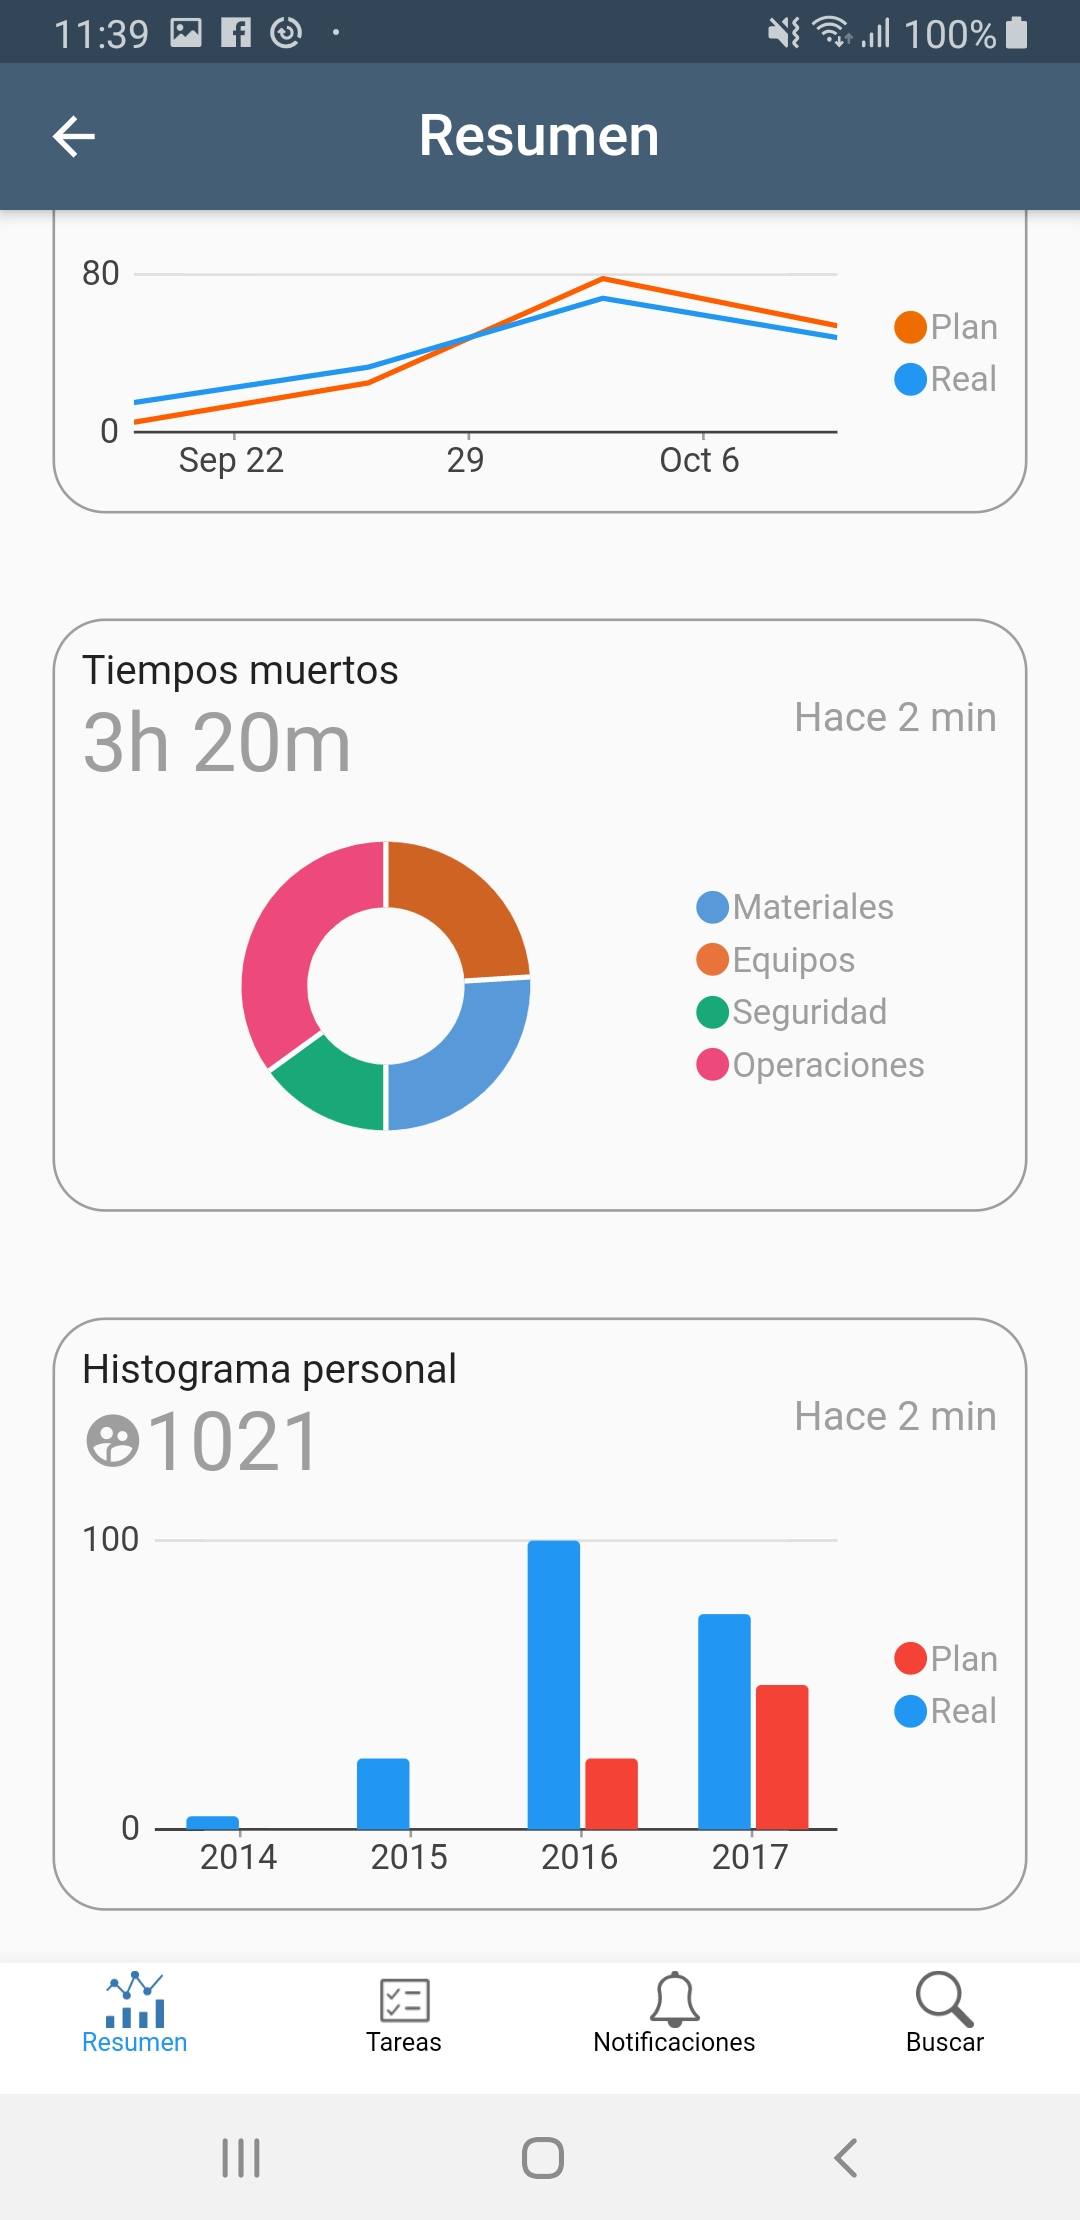 11:39 100%
Resumen
80
Plan
Real
0
Sep 22 29 Oct 6
Tiempos muertos
3h 20m
Hace 2 min
Materiales
Equipos
Seguridad
Operaciones
Histograma personal
1021
Hace 2 min
100
Plan
Real
0
2014 2015 2016 2017
Resumen Tareas Notificaciones Buscar